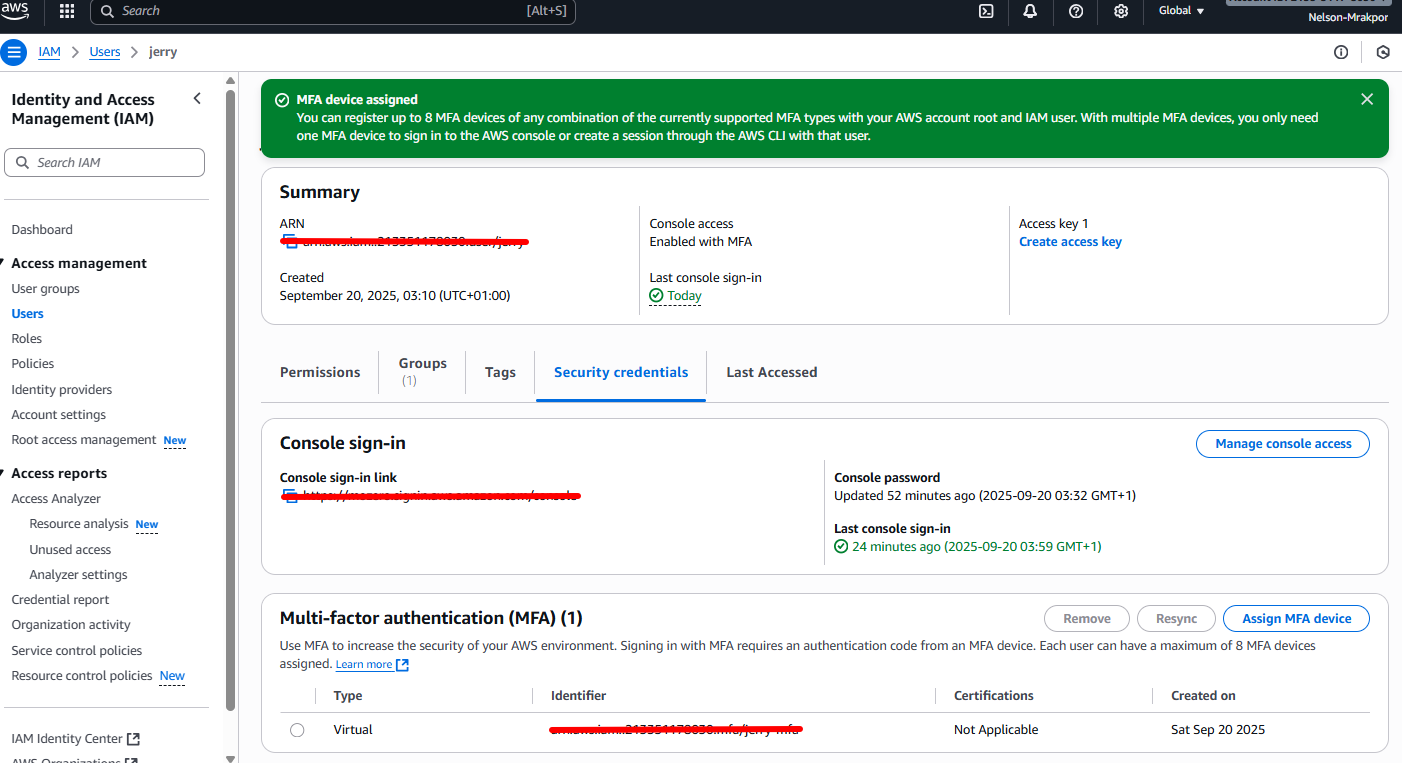 aws
Search [Alt+S]
Global
Nelson-Mrakpor
IAM > Users > jerry
Identity and Access
Management (IAM)
Search IAM
Dashboard
Access management
User groups
Users
Roles
Policies
Identity providers
Account settings
Root access management New
Access reports
Access Analyzer
Resource analysis New
Unused access
Analyzer settings
Credential report
Organization activity
Service control policies
Resource control policies New
IAM Identity Center
AWS Organizations
MFA device assigned
You can register up to 8 MFA devices of any combination of the currently supported MFA types with your AWS account root and IAM user. With multiple MFA devices, you only need
one MFA device to sign in to the AWS console or create a session through the AWS CLI with that user.
Summary
ARN
Created
September 20, 2025, 03:10 (UTC+01:00)
Console access
Enabled with MFA
Last console sign-in
Today
Access key 1
Create access key
Permissions
Groups
(1)
Tags
Security credentials
Last Accessed
Console sign-in
Manage console access
Console sign-in link
Console password
Updated 52 minutes ago (2025-09-20 03:32 GMT+1)
Last console sign-in
24 minutes ago (2025-09-20 03:59 GMT+1)
Multi-factor authentication (MFA) (1)
Remove
Resync
Assign MFA device
Use MFA to increase the security of your AWS environment. Signing in with MFA requires an authentication code from an MFA device. Each user can have a maximum of 8 MFA devices
assigned. Learn more
Type Identifier Certifications Created on
Virtual Not Applicable Sat Sep 20 2025